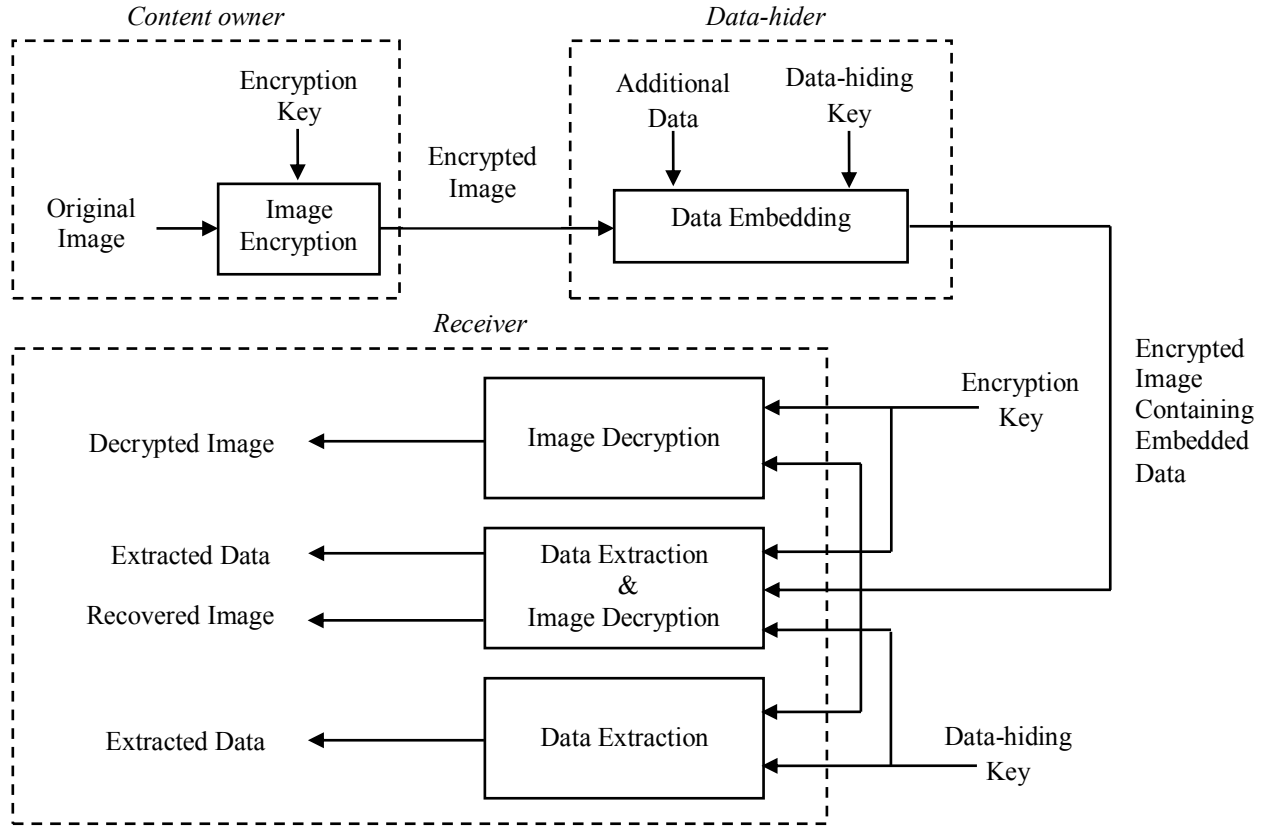 Content owner
Data-hider
Encryption
Key
Additional
Data
Data-hiding
Key
Encrypted
Image
Original
Image
Image
Encryption
Data Embedding
Receiver
Encrypted
Image
Containing
Embedded
Data
Encryption
Key
Image Decryption
Decrypted Image
Extracted Data
Data Extraction
&
Image Decryption
Recovered Image
Extracted Data
Data Extraction
Data-hiding
Key